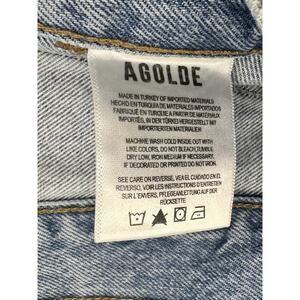 AGOLDE
MADE IN TURKEY OF IMPORTED MATERIALS
HECHO EN TURQUIA DE MATERIALES IMPORTADOS
FABRIQUÉ EN TURQUIE À PARTIR DE MATÉRIAUX
IMPORTÉS, IN DER TÜRKEI HERGESTELLT MIT
IMPORTIERTEN MATERIALIEN
MACHINE WASH COLD INSIDE OUT WITH
LIKE COLORS, DO NOT BLEACH, TUMBLE
DRY LOW, IRON MEDIUM IF NECESSARY.
IF DECORATED OR PRINTED DO NOT IRON.
SEE CARE ON REVERSE, VEA EL CUIDADO EN EL
REVERSO, VOIR LES INSTRUCTIONS D'ENTRETIEN
SUR L'ENVERS, PFLEGEANLEITUNG AUF DER
RÜCKSETTE